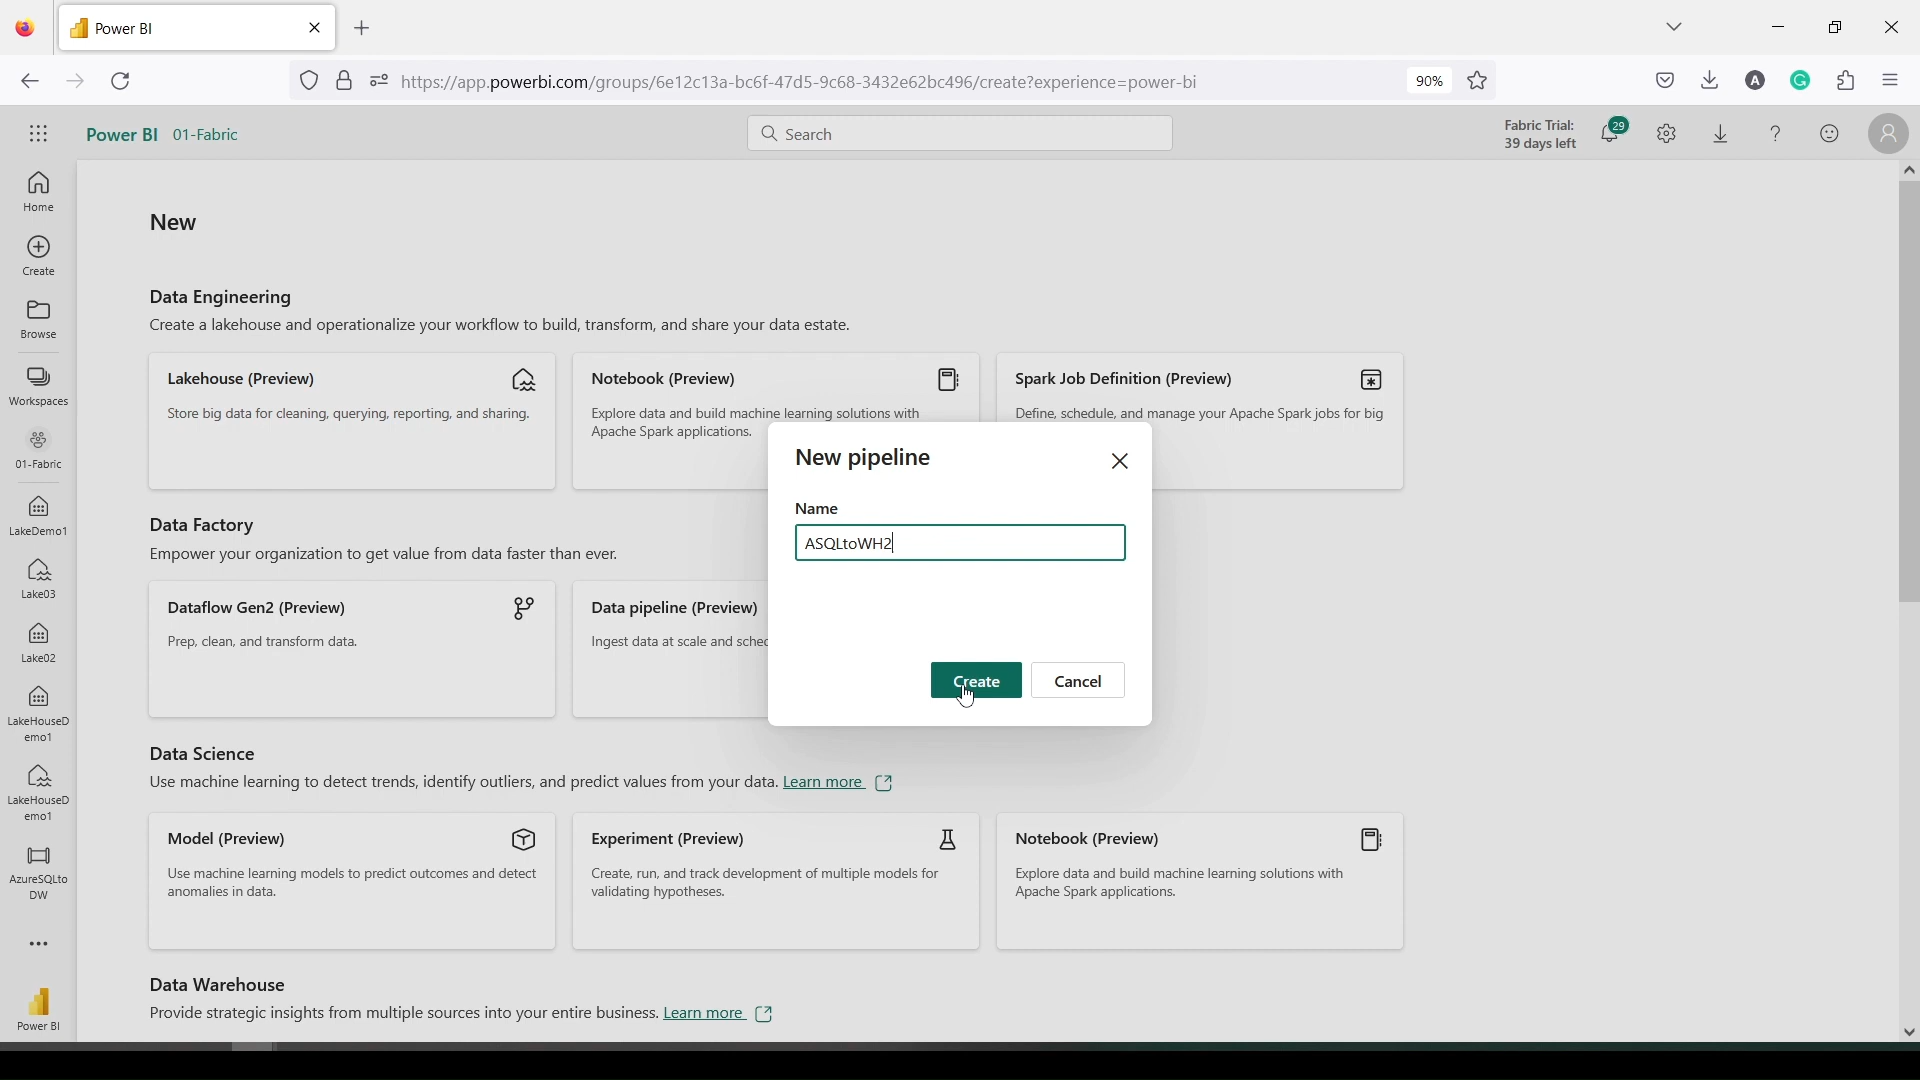 Power BI
https://app.powerbi.com/groups/6e12c13a-bc6f-47d5-9c68-3432e62bc496/create?experience=power-bi
90%
A
G
Power BI 01-Fabric
Search
Fabric Trial:
39 days left
29
?
Home
Create
Browse
Workspaces
01-Fabric
LakeDemo1
Lake03
Lake02
LakeHouseD
emo1
LakeHouseD
emo1
AzureSQLto
DW
Power BI
New
Data Engineering
Create a lakehouse and operationalize your workflow to build, transform, and share your data estate.
Lakehouse (Preview)
Store big data for cleaning, querying, reporting, and sharing.
Notebook (Preview)
Explore data and build machine learning solutions with
Apache Spark applications.
Spark Job Definition (Preview)
Define, schedule, and manage your Apache Spark jobs for big
New pipeline
Name
ASQLtoWH2
Create
Cancel
Data Factory
Empower your organization to get value from data faster than ever.
Dataflow Gen2 (Preview)
Prep, clean, and transform data.
Data pipeline (Preview)
Ingest data at scale and sched
Data Science
Use machine learning to detect trends, identify outliers, and predict values from your data. Learn more
Model (Preview)
Use machine learning models to predict outcomes and detect
anomalies in data.
Experiment (Preview)
Create, run, and track development of multiple models for
validating hypotheses.
Notebook (Preview)
Explore data and build machine learning solutions with
Apache Spark applications.
Data Warehouse
Provide strategic insights from multiple sources into your entire business. Learn more